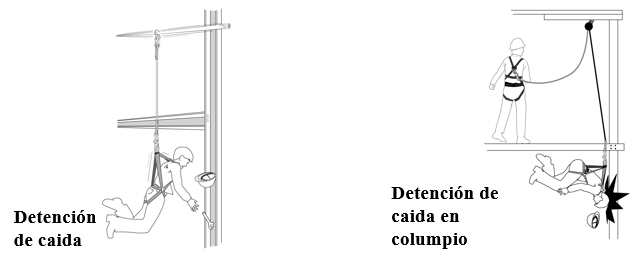 Detención
de caida
Detención de
caida en
columpio